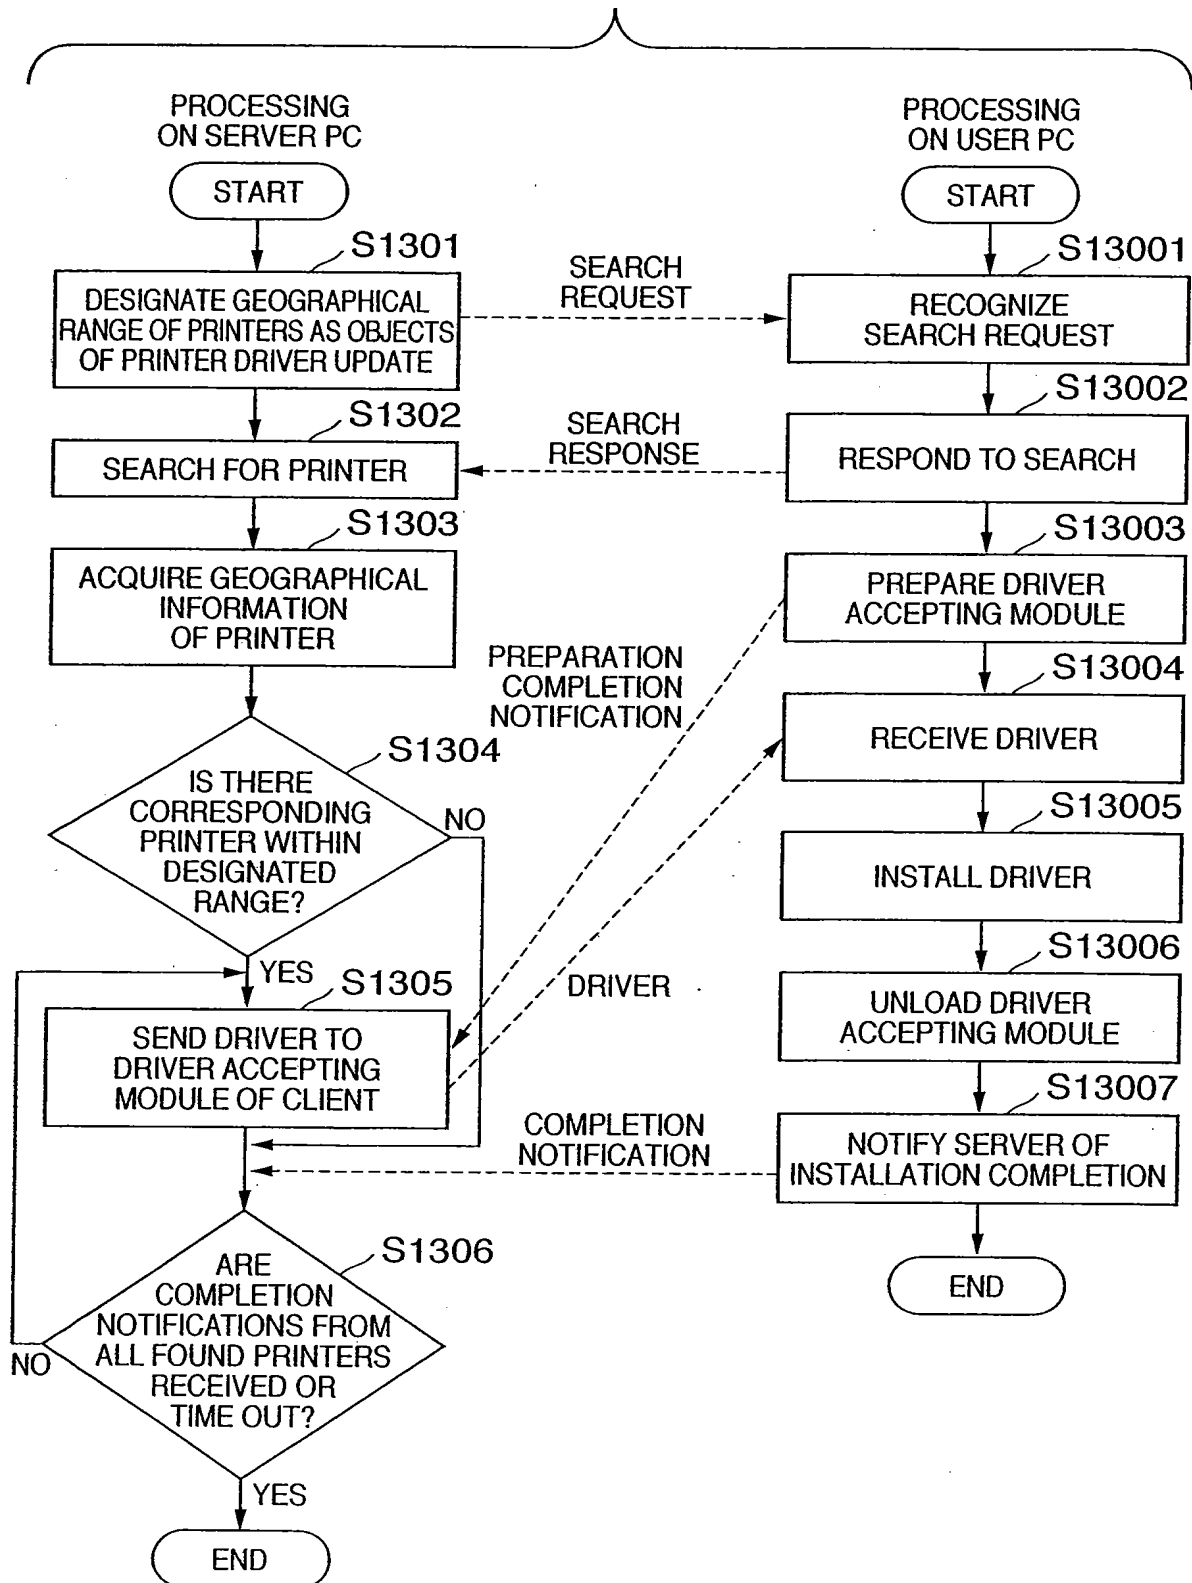 PROCESSING
ON SERVER PC
START
S1301
DESIGNATE GEOGRAPHICAL
RANGE OF PRINTERS AS OBJECTS
OF PRINTER DRIVER UPDATE
S1302
SEARCH FOR PRINTER
S1303
ACQUIRE GEOGRAPHICAL
INFORMATION
OF PRINTER
S1304
IS THERE
CORRESPONDING
PRINTER WITHIN
DESIGNATED
RANGE?
NO
YES
S1305
SEND DRIVER TO
DRIVER ACCEPTING
MODULE OF CLIENT
S1306
ARE
COMPLETION
NOTIFICATIONS FROM
ALL FOUND PRINTERS
RECEIVED OR
TIME OUT?
NO
YES
END
SEARCH
REQUEST
SEARCH
RESPONSE
PREPARATION
COMPLETION
NOTIFICATION
DRIVER
COMPLETION
NOTIFICATION
PROCESSING
ON USER PC
START
S13001
RECOGNIZE
SEARCH REQUEST
S13002
RESPOND TO SEARCH
S13003
PREPARE DRIVER
ACCEPTING MODULE
S13004
RECEIVE DRIVER
S13005
INSTALL DRIVER
S13006
UNLOAD DRIVER
ACCEPTING MODULE
S13007
NOTIFY SERVER OF
INSTALLATION COMPLETION
END